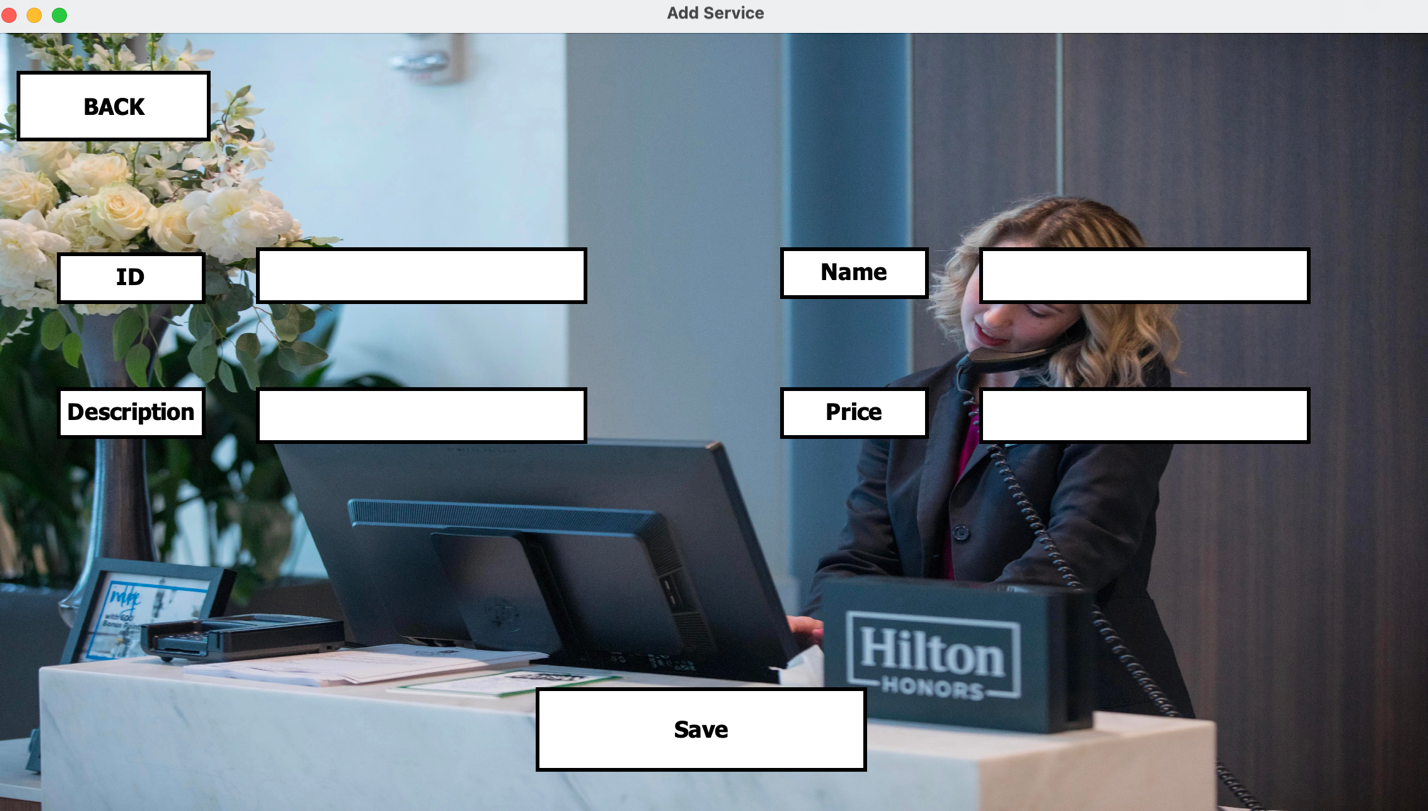 Add Service
BACK
ID
Name
Description
Price
Hilton
HONORS
Save